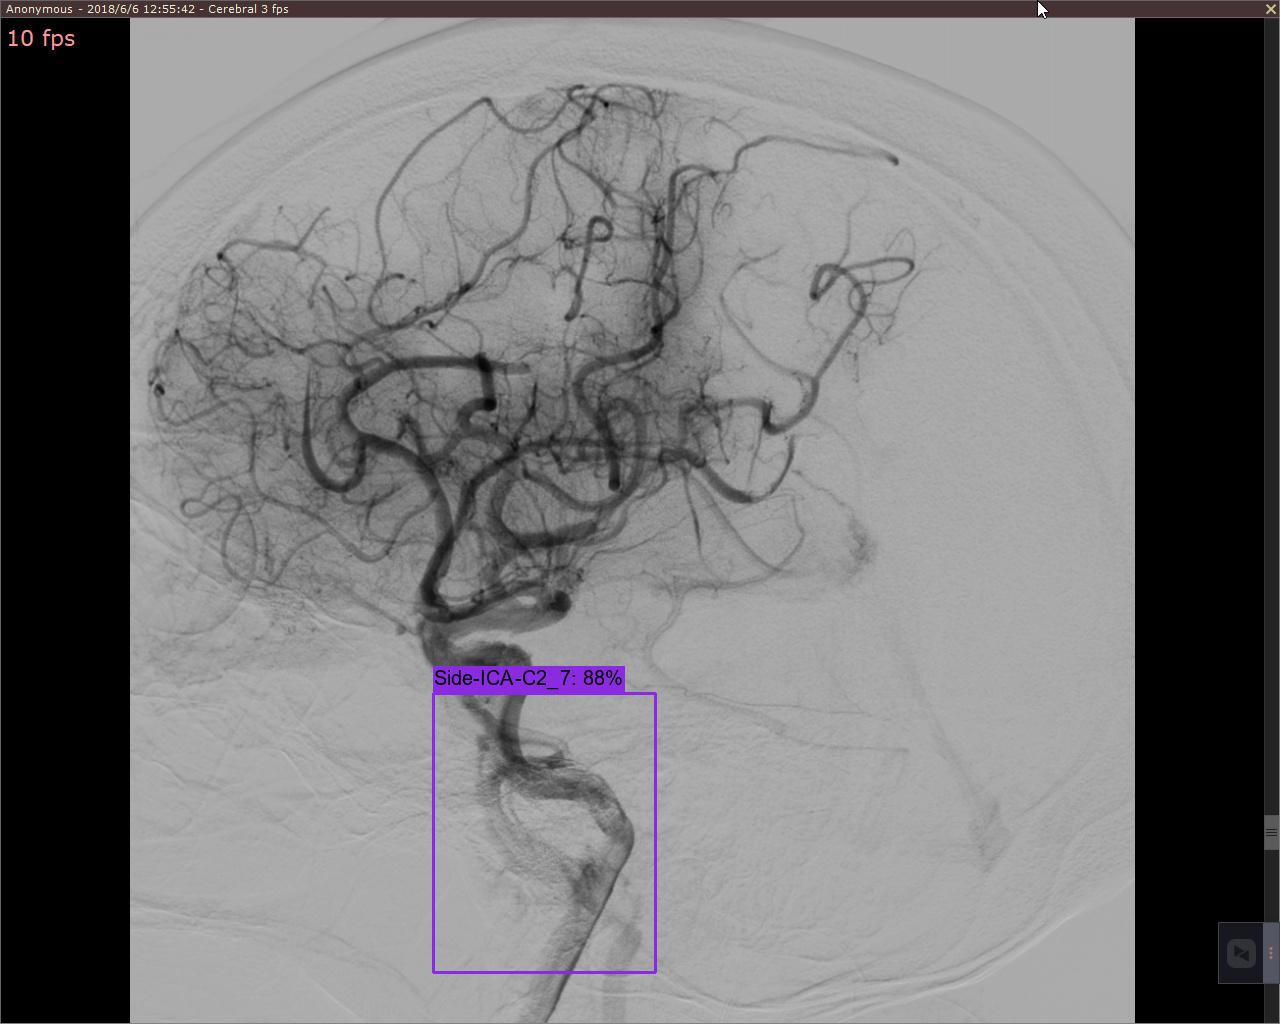 Anonymous - 2018/6/6 12:55:42 - Cerebral 3 fps
10 fps
Side-ICA-C2_7: 88%